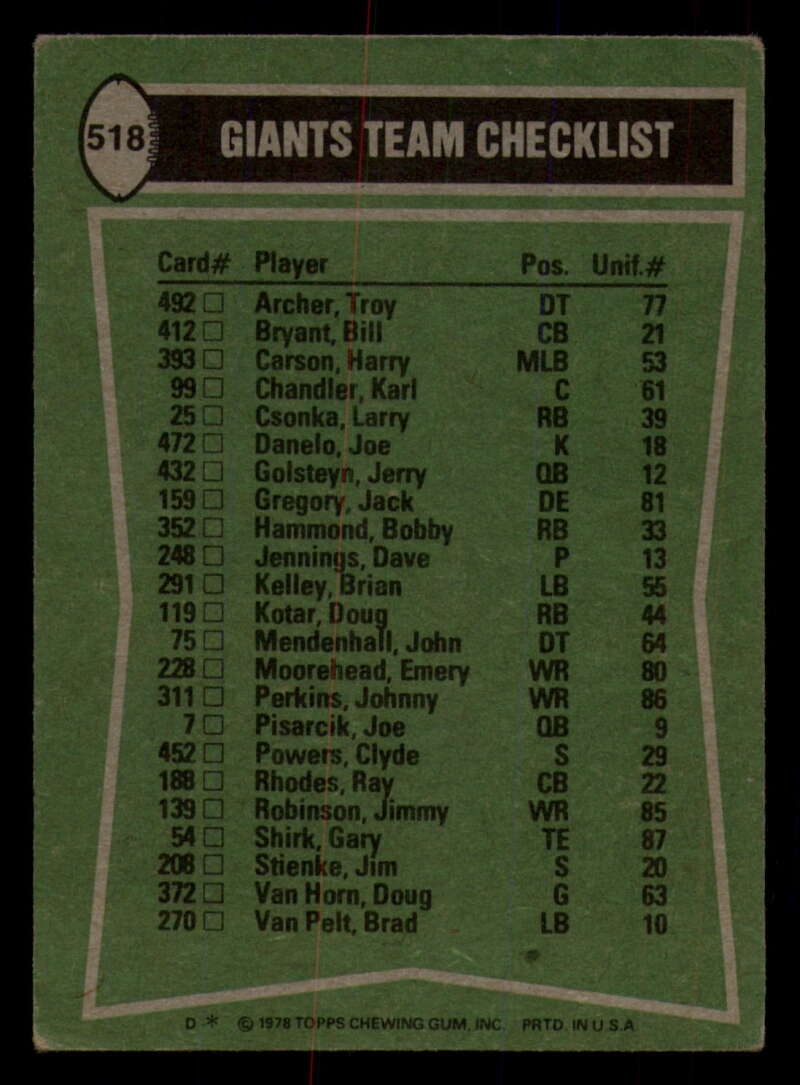 518 GIANTS TEAM CHECKLIST
Card# Player Pos. Unif.#
492 Archer, Troy DT 77
412 Bryant, Bill CB 21
393 Carson, Harry MLB 53
99 Chandler, Karl C 61
25 Csonka, Larry RB 39
472 Danelo, Joe K 18
432 Golsteyn, Jerry QB 12
159 Gregory, Jack DE 81
352 Hammond, Bobby RB 33
248 Jennings, Dave P 13
291 Kelley, Brian LB 55
119 Kotar, Doug RB 44
75 Mendenhall, John DT 64
228 Moorehead, Emery WR 80
311 Perkins, Johnny WR 86
7 Pisarcik, Joe QB 9
452 Powers, Clyde S 29
188 Rhodes, Ray CB 22
139 Robinson, Jimmy WR 85
54 Shirk, Gary TE 87
208 Stienke, Jim S 20
372 Van Horn, Doug G 63
270 Van Pelt, Brad LB 10
D * © 1978 TOPPS CHEWING GUM, INC. PRTD. IN U.S.A.